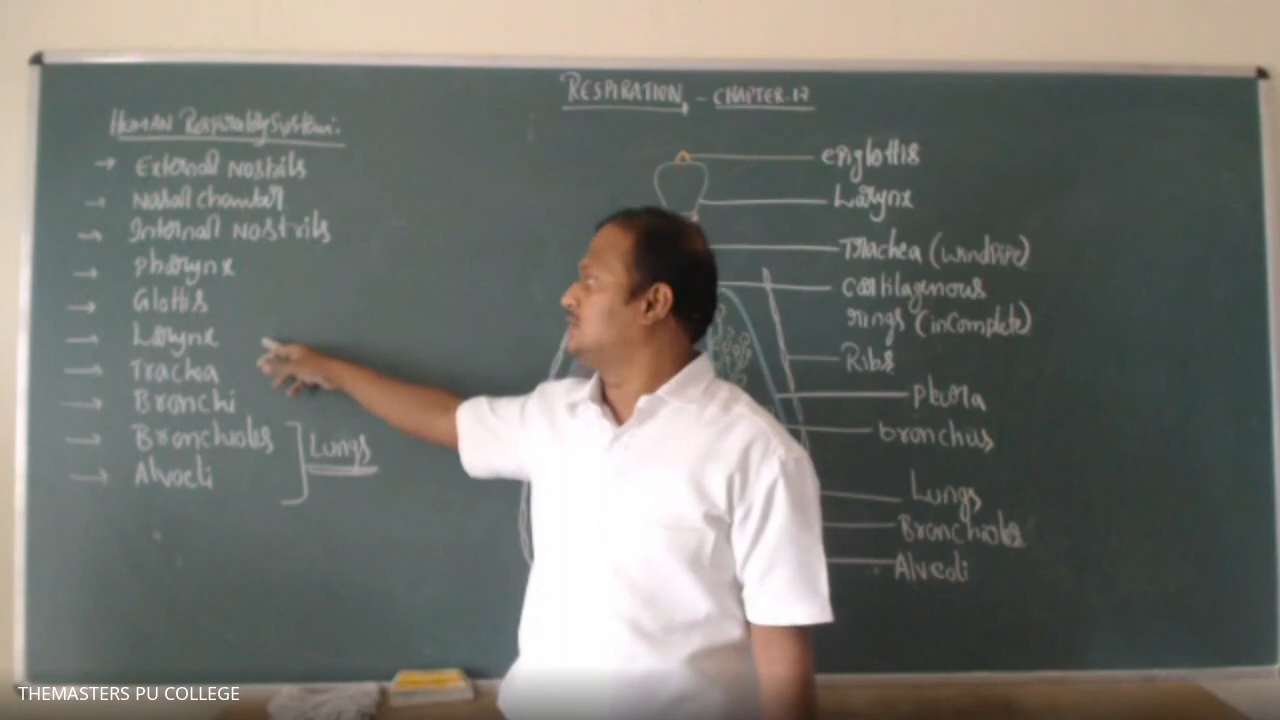 RESPIRATION, - CHAPTER-17
HUMAN Respiratory System:
→ External Nostrils
→ Nasal chamber
→ Internal Nostrils
→ Pharynx
→ Glottis
→ Larynx
→ Trachea
→ Bronchi
→ Bronchioles
→ Alveoli
Lungs
epiglottis
Larynx
Trachea (windpipe)
cartilagenous
rings (incomplete)
Ribs
pleura
bronchus
Lungs
Bronchioles
Alveoli
THEMASTERS PU COLLEGE